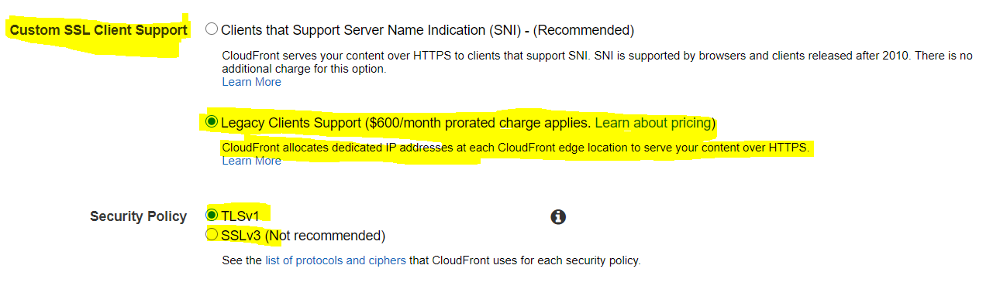 Custom SSL Client Support
Clients that Support Server Name Indication (SNI) - (Recommended)
CloudFront serves your content over HTTPS to clients that support SNI. SNI is supported by browsers and clients released after 2010. There is no
additional charge for this option.
Learn More
Legacy Clients Support ($600/month prorated charge applies. Learn about pricing)
CloudFront allocates dedicated IP addresses at each CloudFront edge location to serve your content over HTTPS.
Learn More
Security Policy
TLSv1
SSLv3 (Not recommended)
See the list of protocols and ciphers that CloudFront uses for each security policy.